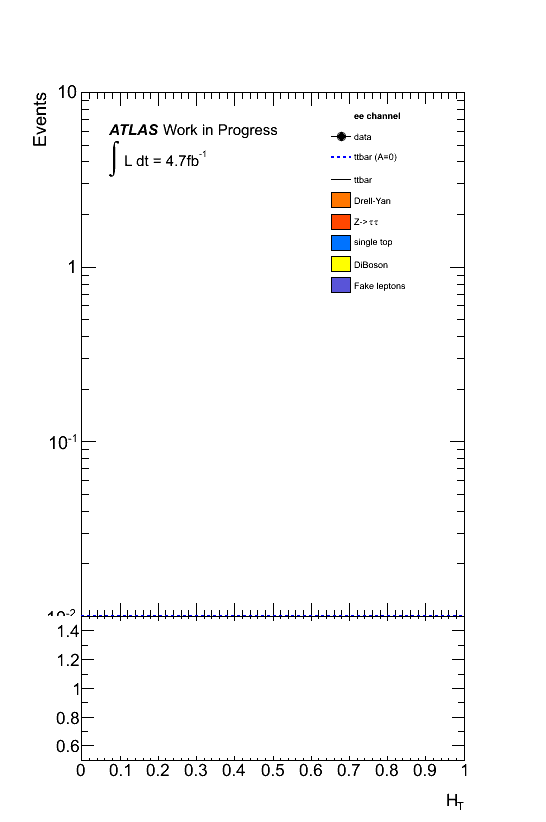 Events
10
1
10⁻¹
10⁻²
ATLAS Work in Progress
∫ L dt = 4.7fb⁻¹
ee channel
data
ttbar (A=0)
ttbar
Drell-Yan
Z->ττ
single top
DiBoson
Fake leptons
1.4
1.2
1
0.8
0.6
0 0.1 0.2 0.3 0.4 0.5 0.6 0.7 0.8 0.9 1
H_T